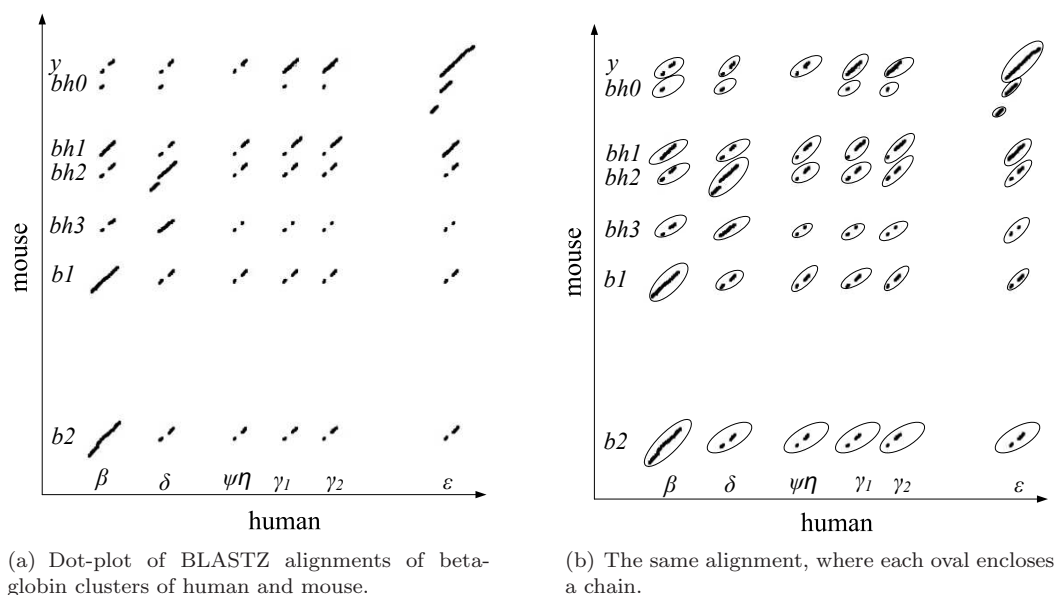 y
bh0
bh1
bh2
bh3
b1
b2
mouse
β δ ψη γ1 γ2 ε
human
(a) Dot-plot of BLASTZ alignments of beta-
globin clusters of human and mouse.
y
bh0
bh1
bh2
bh3
b1
b2
mouse
β δ ψη γ1 γ2 ε
human
(b) The same alignment, where each oval encloses
a chain.